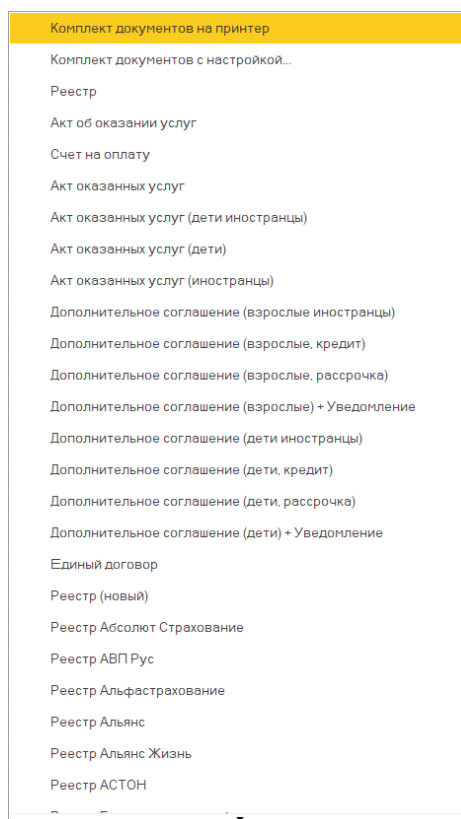 Комплект документов на принтер
Комплект документов с настройкой...
Реестр
Акт об оказании услуг
Счет на оплату
Акт оказанных услуг
Акт оказанных услуг (дети иностранцы)
Акт оказанных услуг (дети)
Акт оказанных услуг (иностранцы)
Дополнительное соглашение (взрослые иностранцы)
Дополнительное соглашение (взрослые, кредит)
Дополнительное соглашение (взрослые, рассрочка)
Дополнительное соглашение (взрослые) + Уведомление
Дополнительное соглашение (дети иностранцы)
Дополнительное соглашение (дети, кредит)
Дополнительное соглашение (дети, рассрочка)
Дополнительное соглашение (дети) + Уведомление
Единый договор
Реестр (новый)
Реестр Абсолют Страхование
Реестр АВП Рус
Реестр Альфастрахование
Реестр Альянс
Реестр Альянс Жизнь
Реестр АСТОН